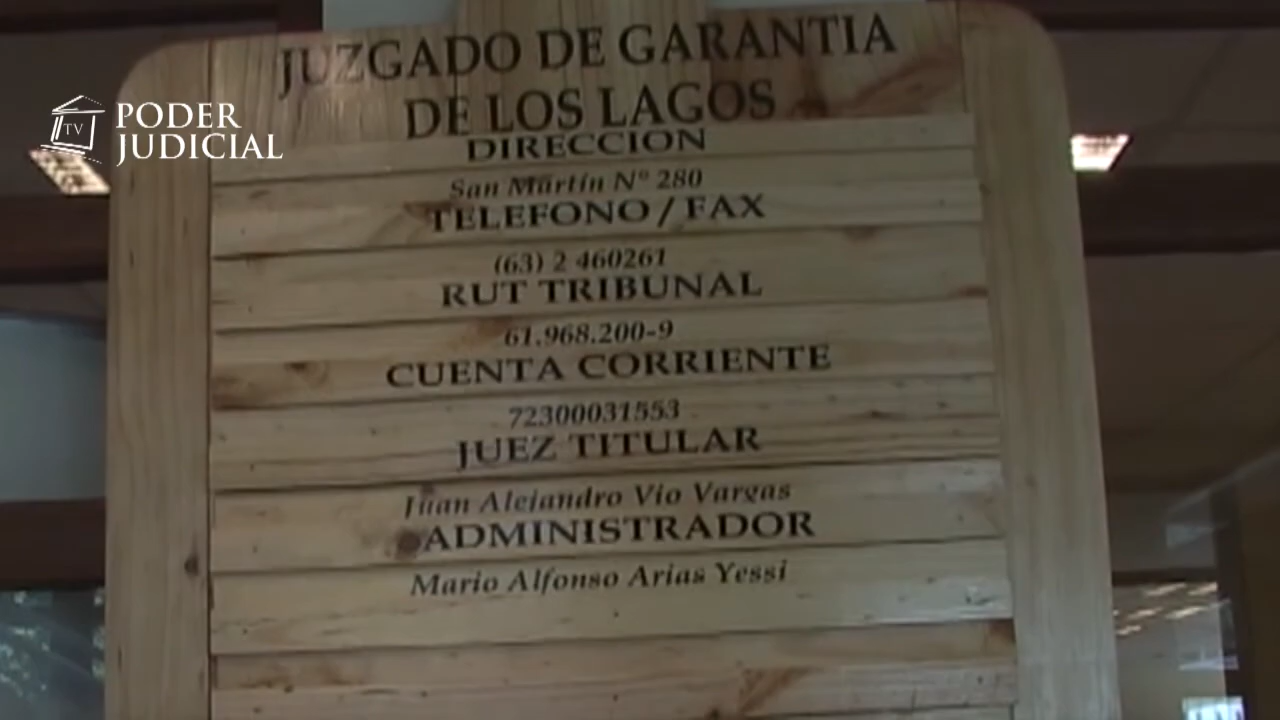 JUZGADO DE GARANTIA
DE LOS LAGOS
TV PODER
JUDICIAL
DIRECCION
San Martín N° 280
TELEFONO / FAX
(63) 2 460261
RUT TRIBUNAL
61.968.200-9
CUENTA CORRIENTE
72300031553
JUEZ TITULAR
Juan Alejandro Vio Vargas
ADMINISTRADOR
Mario Alfonso Arias Yessi